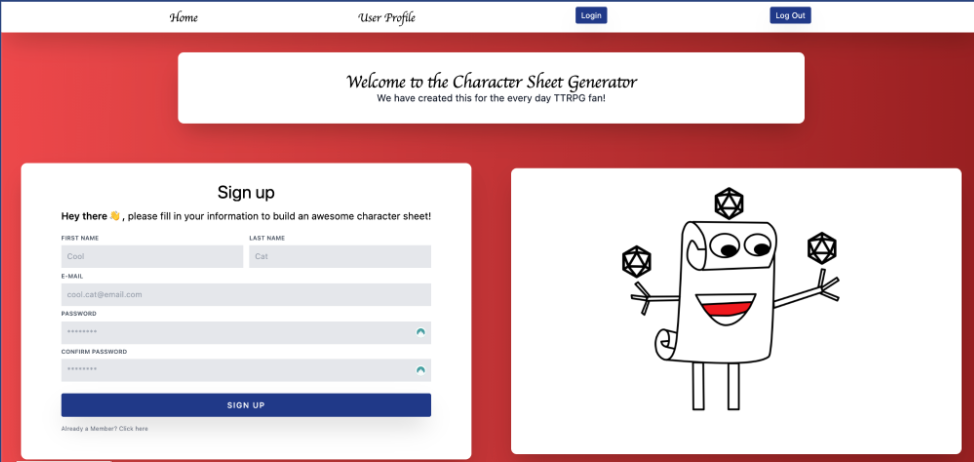 Home User Profile Login Log Out
Welcome to the Character Sheet Generator
We have created this for the every day TTRPG fan!
Sign up
Hey there 👋 , please fill in your information to build an awesome character sheet!
FIRST NAME LAST NAME
Cool Cat
E-MAIL
cool.cat@email.com
PASSWORD
********
CONFIRM PASSWORD
********
SIGN UP
Already a Member? Click here